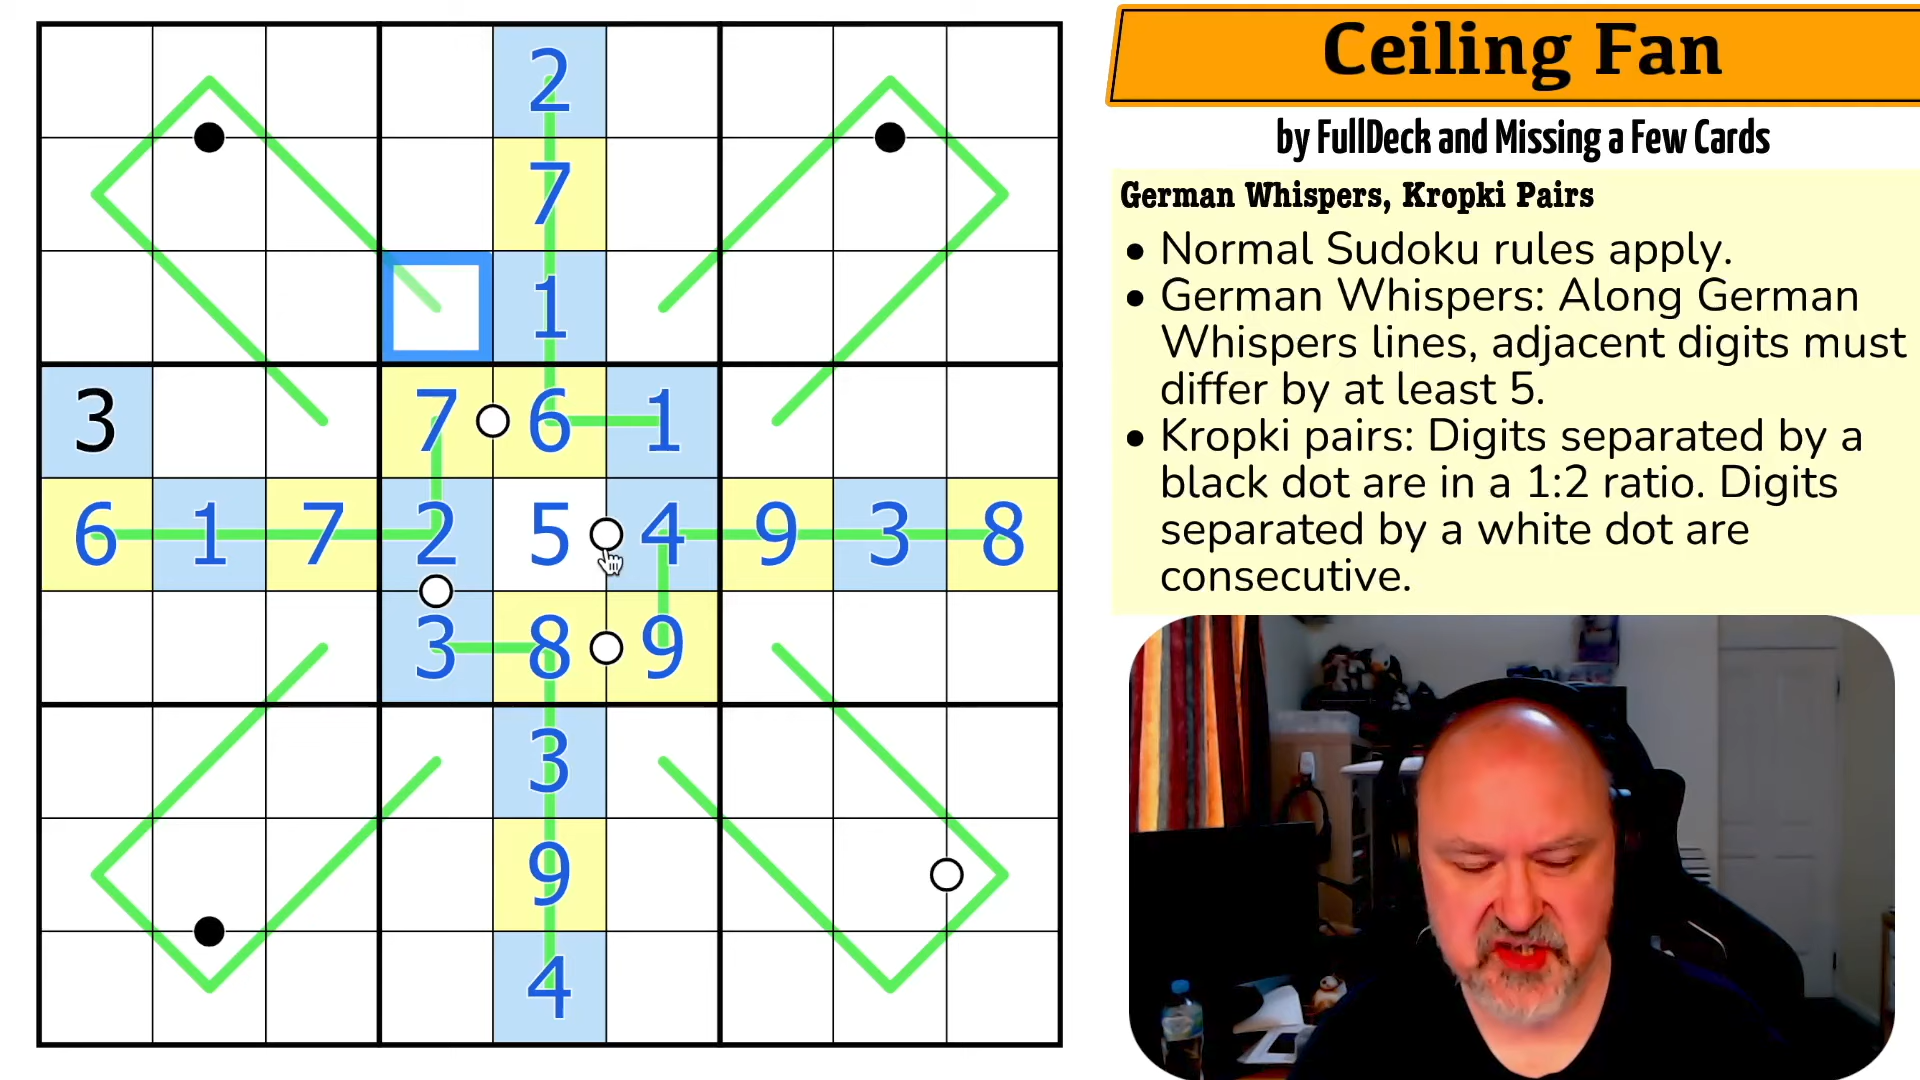 Ceiling Fan
by FullDeck and Missing a Few Cards
German Whispers, Kropki Pairs
• Normal Sudoku rules apply.
• German Whispers: Along German
Whispers lines, adjacent digits must
differ by at least 5.
• Kropki pairs: Digits separated by a
black dot are in a 1:2 ratio. Digits
separated by a white dot are
consecutive.
2
7
1
3 7 6 1
6 1 7 2 5 4 9 3 8
3 8 9
3
9
4